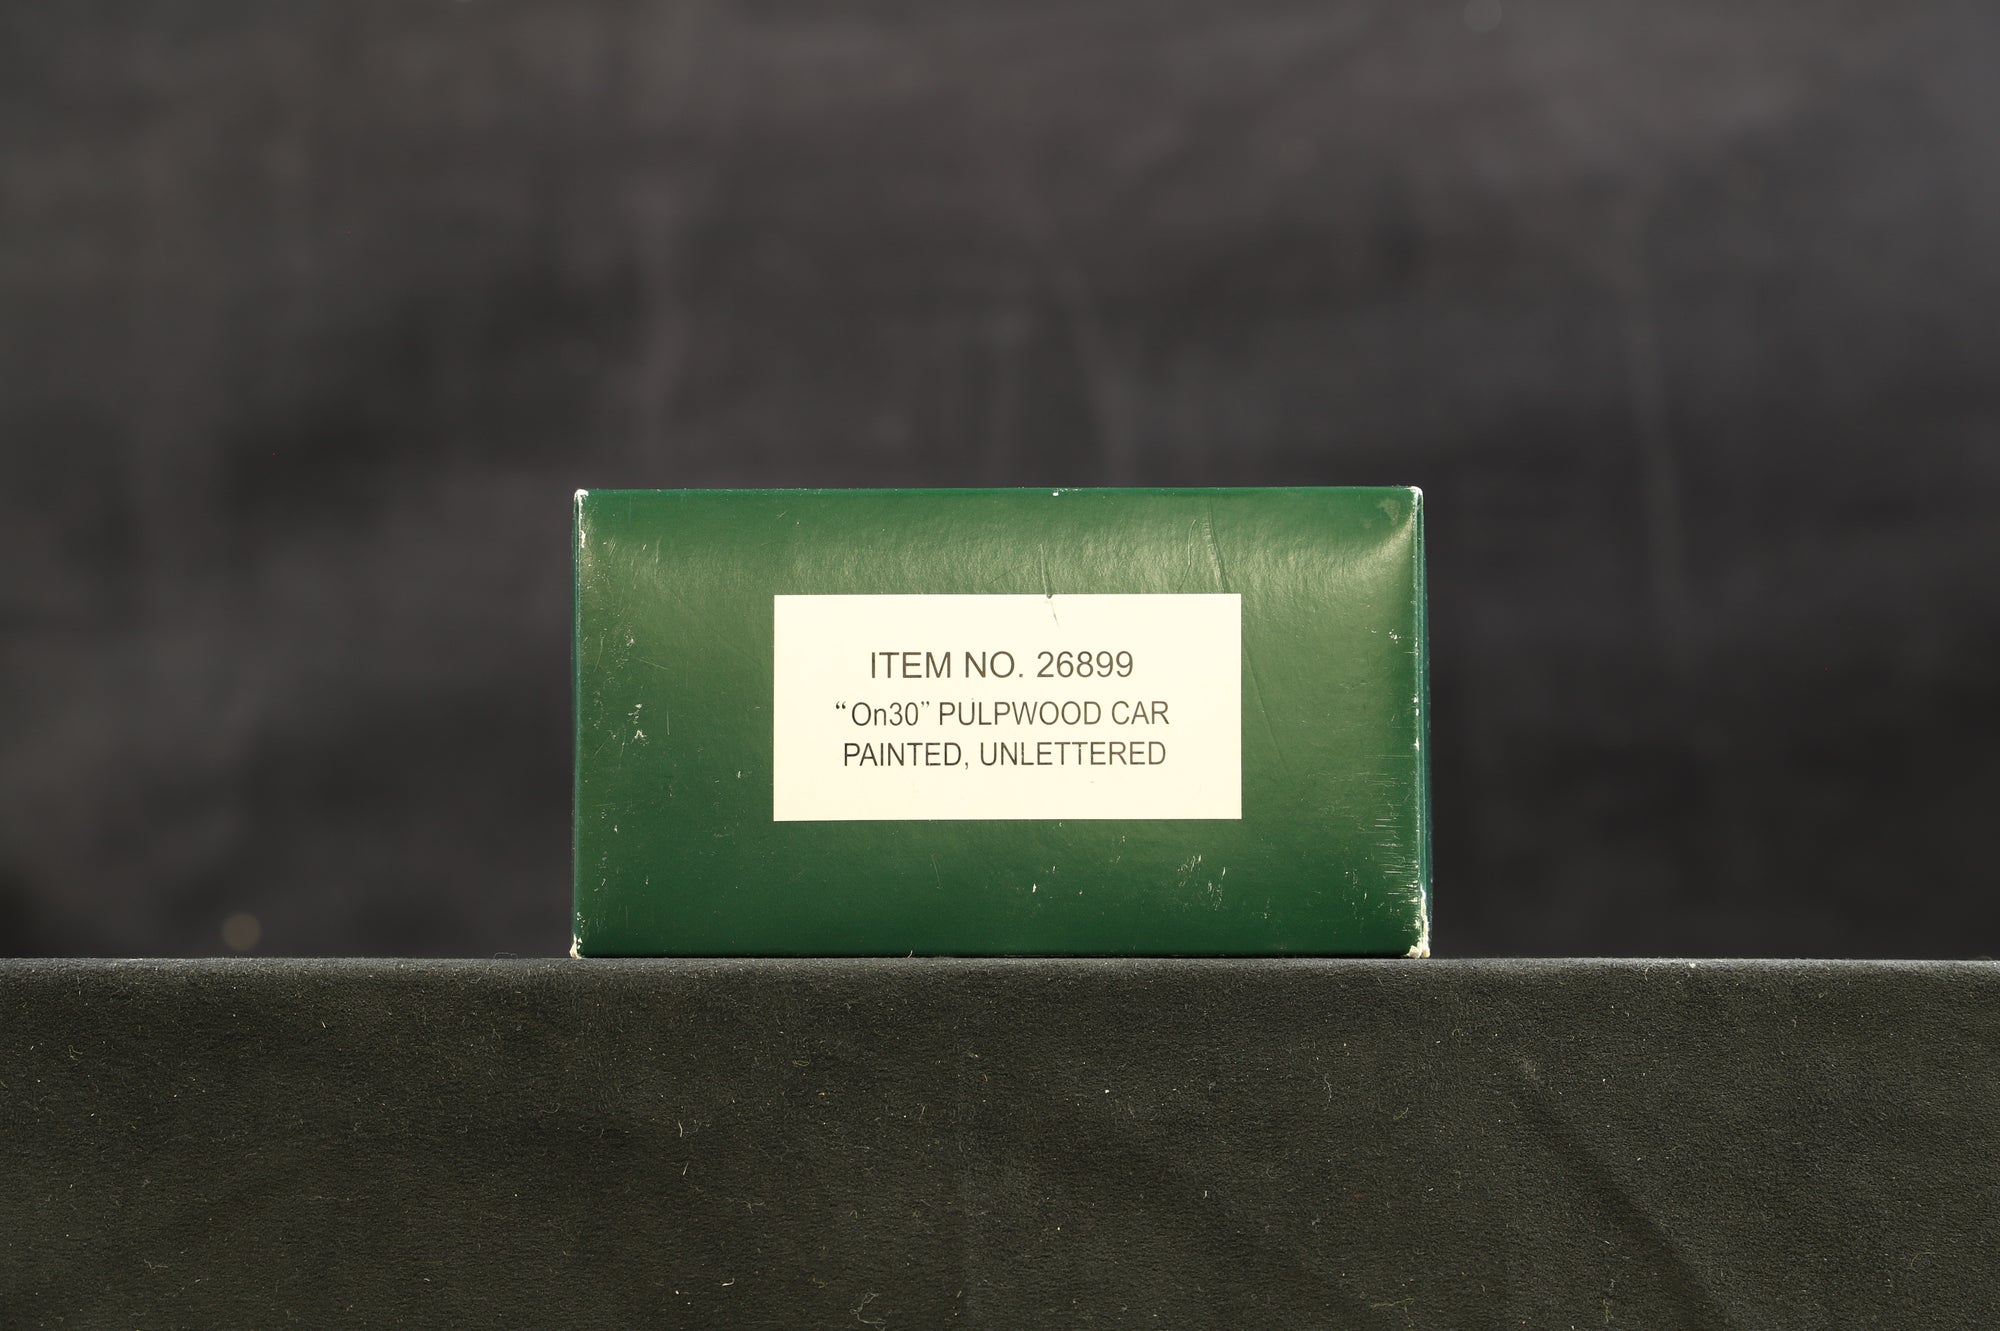 ITEM NO. 26899
“On30” PULPWOOD CAR
PAINTED, UNLETTERED